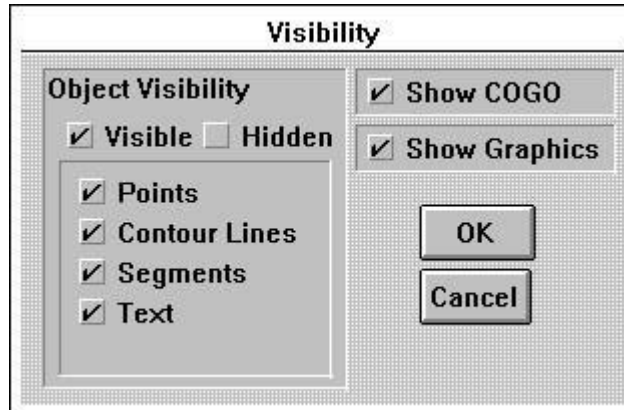 Visibility
Object Visibility
Visible Hidden
Points
Contour Lines
Segments
Text
Show COGO
Show Graphics
OK
Cancel